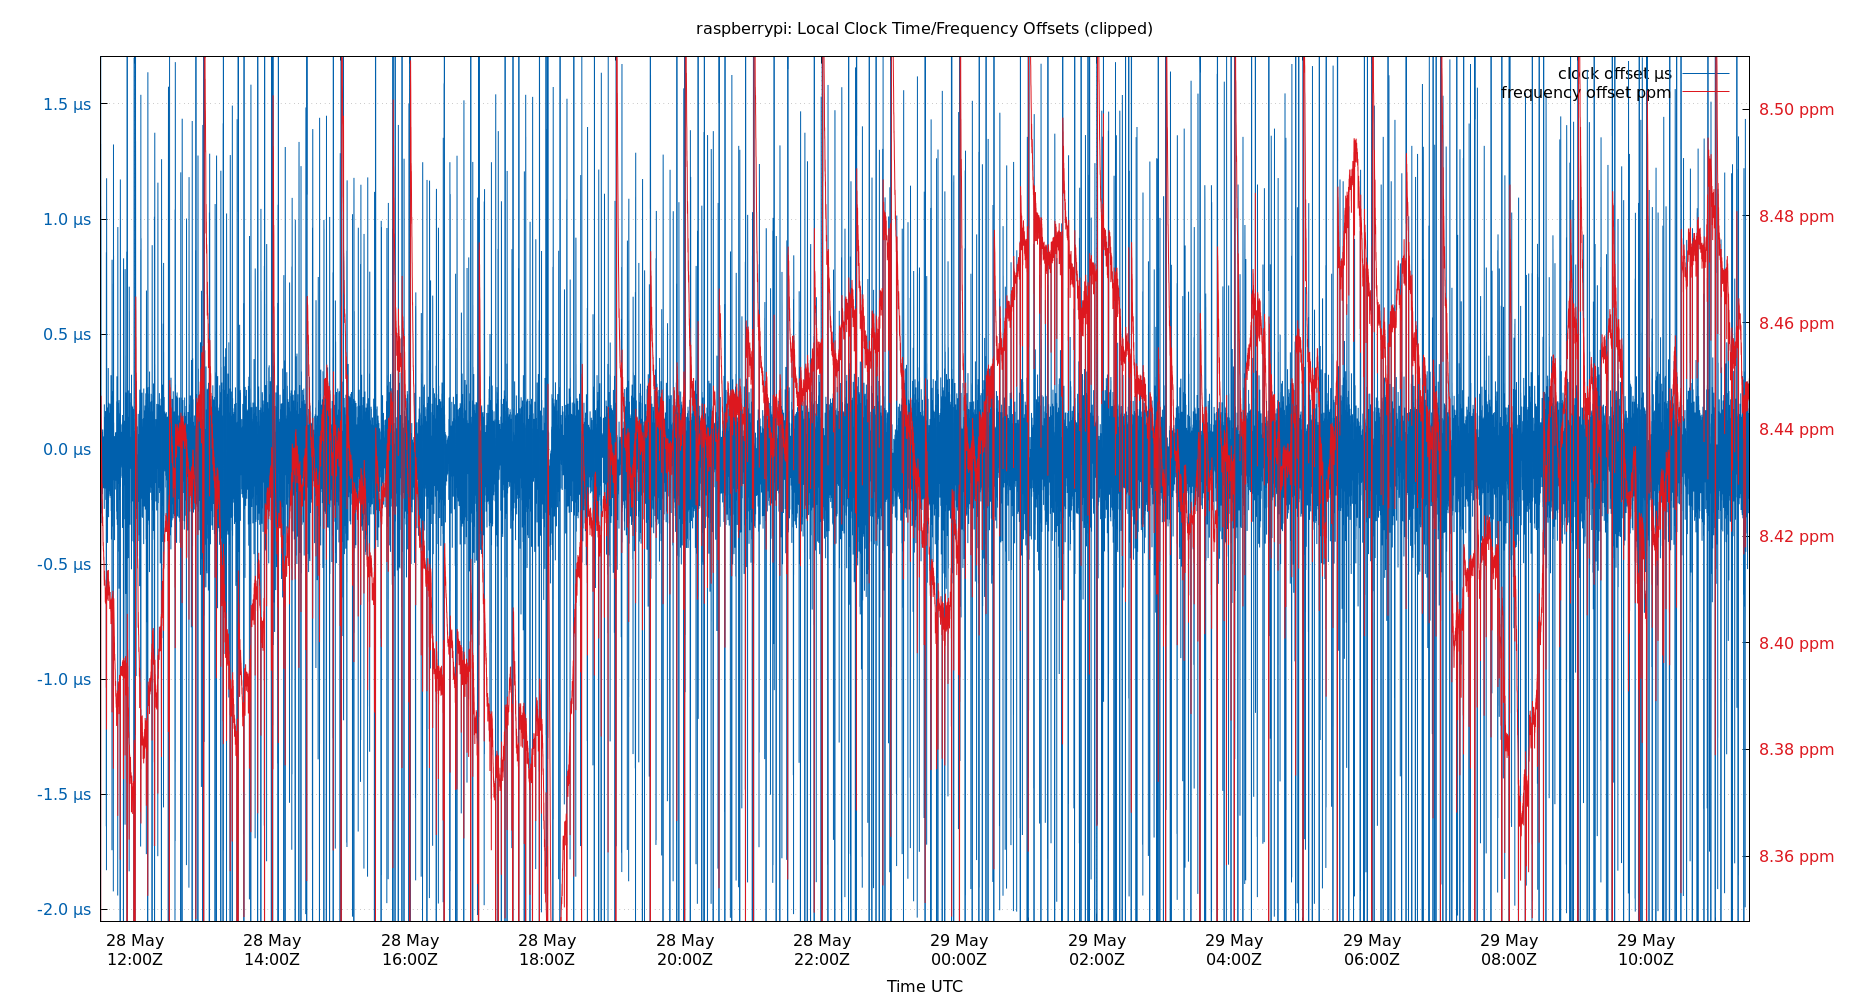 raspberrypi: Local Clock Time/Frequency Offsets (clipped)
clock offset µs
frequency offset ppm
1.5 µs
1.0 µs
0.5 µs
0.0 µs
-0.5 µs
-1.0 µs
-1.5 µs
-2.0 µs
8.50 ppm
8.48 ppm
8.46 ppm
8.44 ppm
8.42 ppm
8.40 ppm
8.38 ppm
8.36 ppm
28 May
12:00Z
28 May
14:00Z
28 May
16:00Z
28 May
18:00Z
28 May
20:00Z
28 May
22:00Z
29 May
00:00Z
29 May
02:00Z
29 May
04:00Z
29 May
06:00Z
29 May
08:00Z
29 May
10:00Z
Time UTC